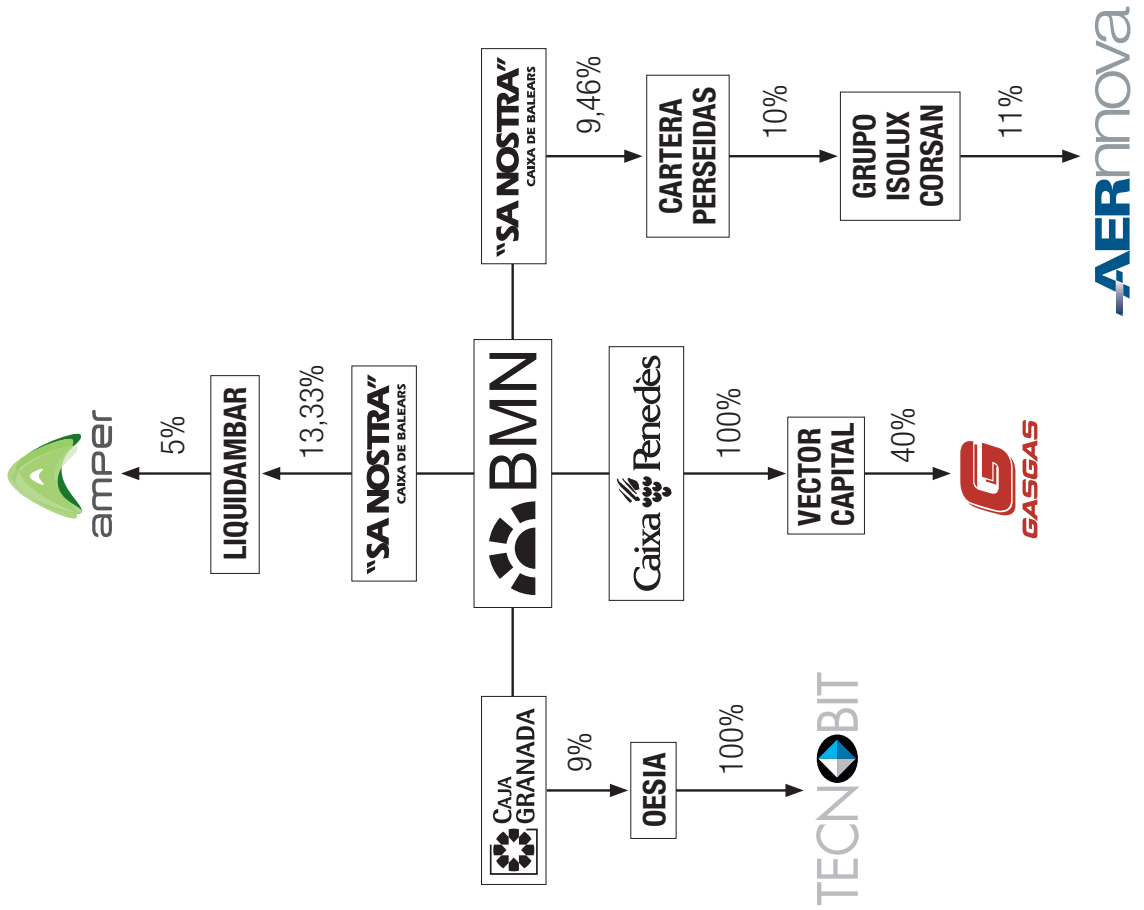 amper
5%
LIQUIDAMBAR
13,33%
"SA NOSTRA"
CAIXA DE BALEARS
CAJA
GRANADA
9%
OESIA
100%
TECNOBIT
BMN
Caixa Penedès
100%
VECTOR
CAPITAL
40%
G
GASGAS
"SA NOSTRA"
CAIXA DE BALEARS
9,46%
CARTERA
PERSEIDAS
10%
GRUPO
ISOLUX
CORSAN
11%
AERnnova